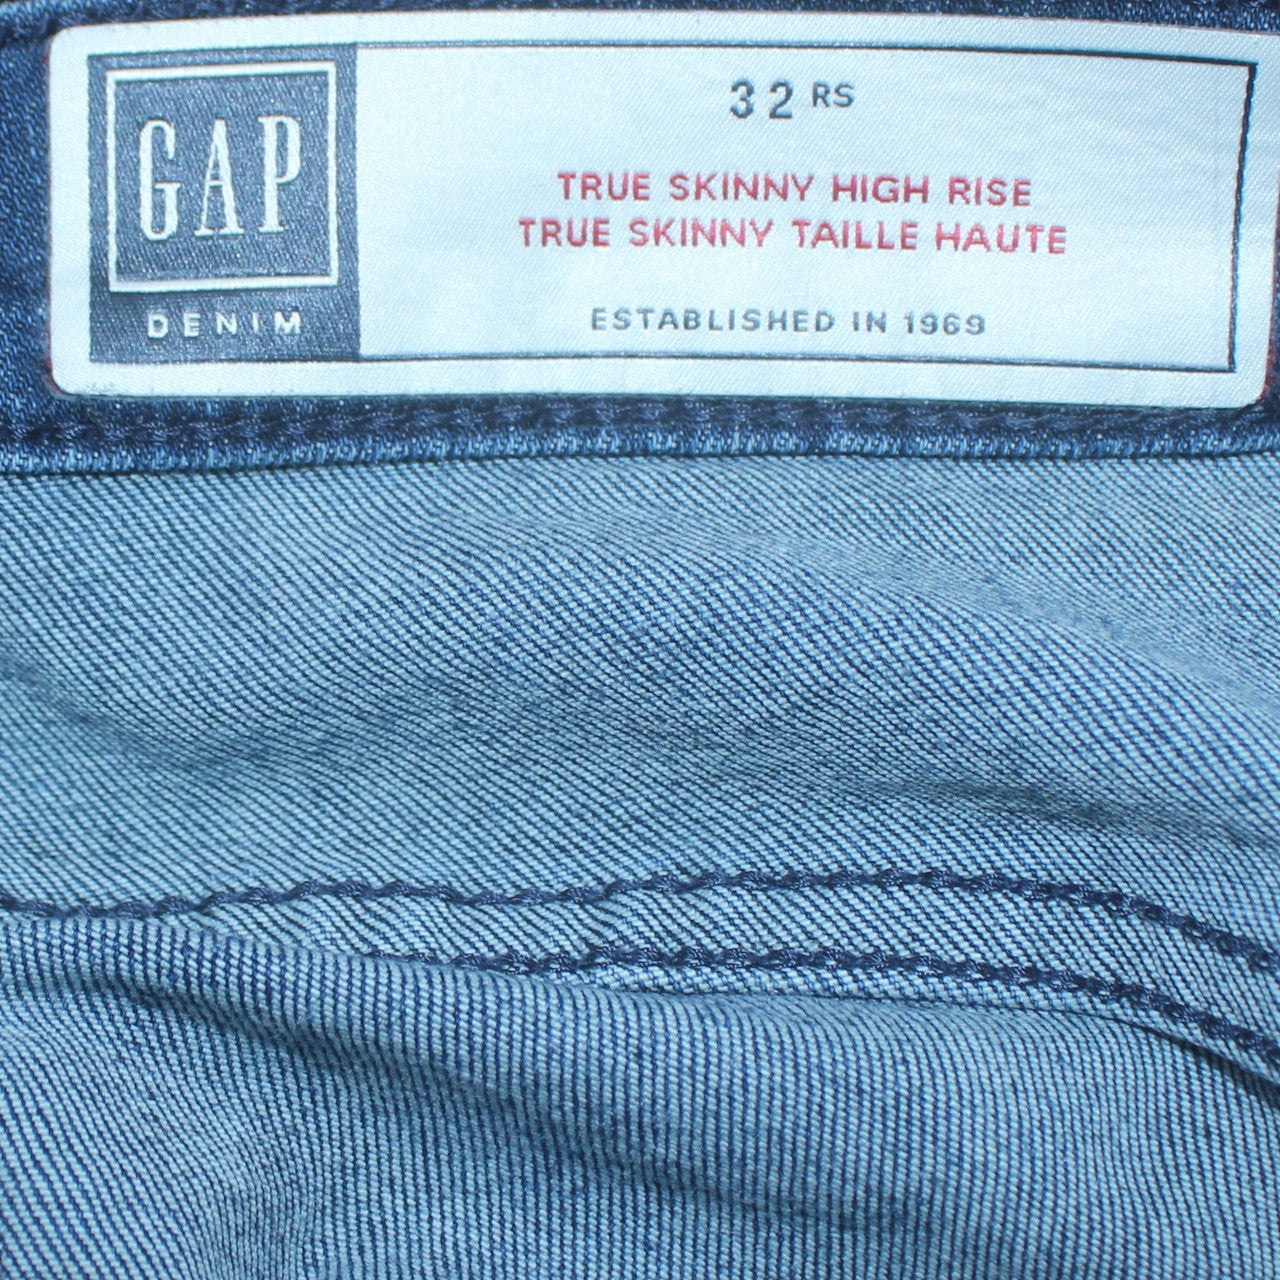 GAP
DENIM
32 RS
TRUE SKINNY HIGH RISE
TRUE SKINNY TAILLE HAUTE
ESTABLISHED IN 1969